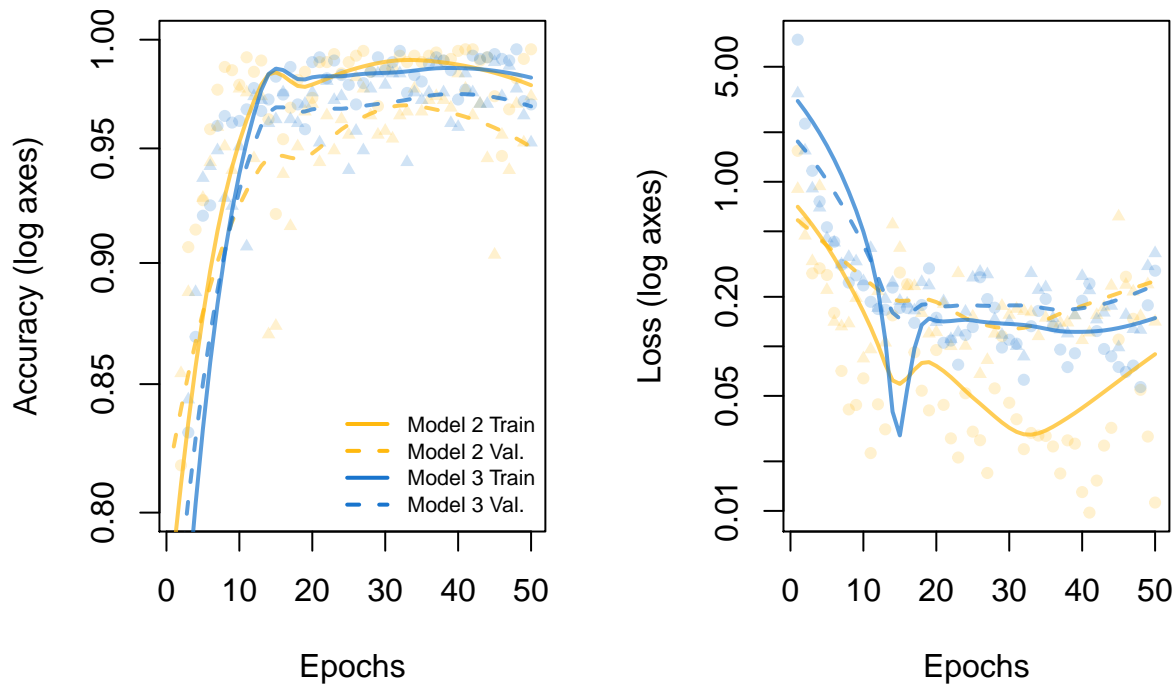 Accuracy (log axes)
1.00
0.95
0.90
0.85
0.80
Model 2 Train
Model 2 Val.
Model 3 Train
Model 3 Val.
0 10 20 30 40 50
Epochs
Loss (log axes)
5.00
1.00
0.20
0.05
0.01
0 10 20 30 40 50
Epochs